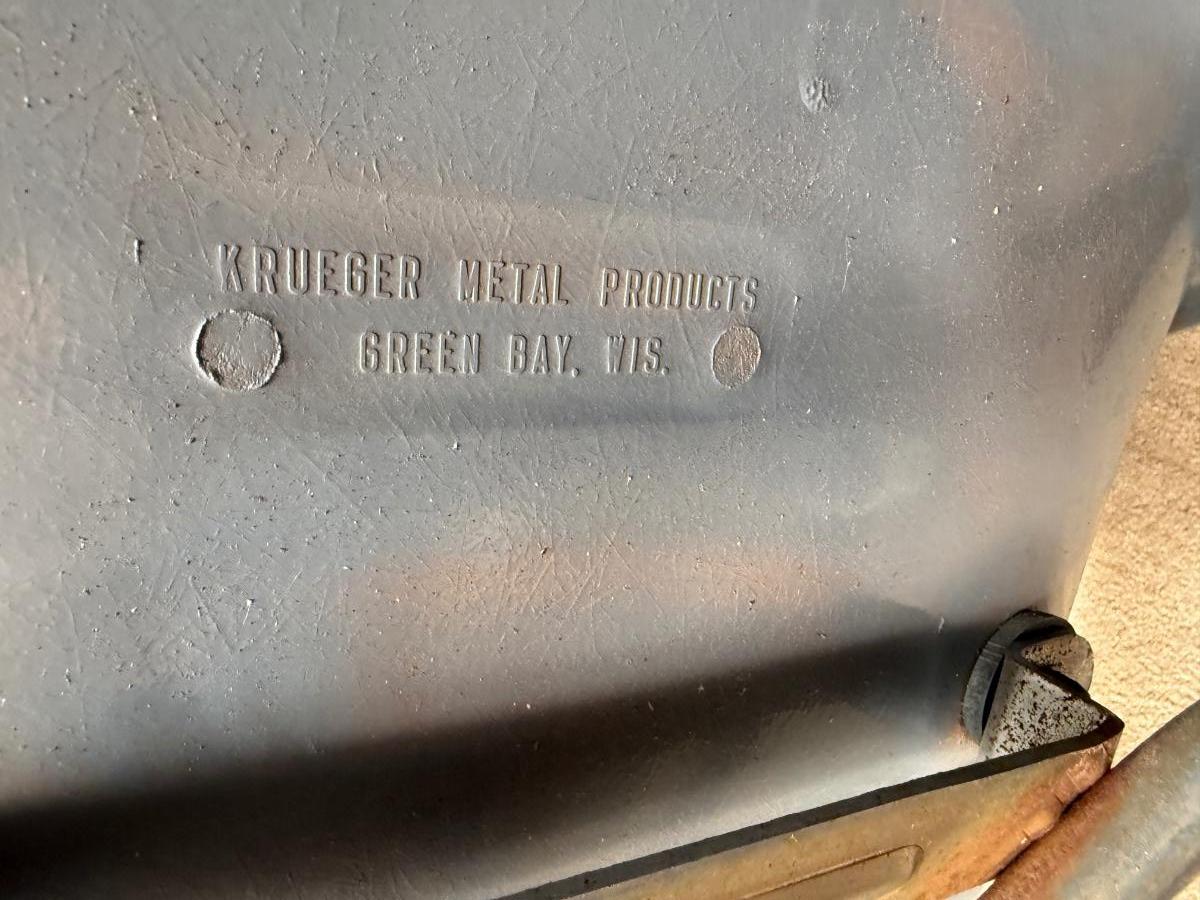 KRUEGER METAL PRODUCTS
GREEN BAY, WIS.